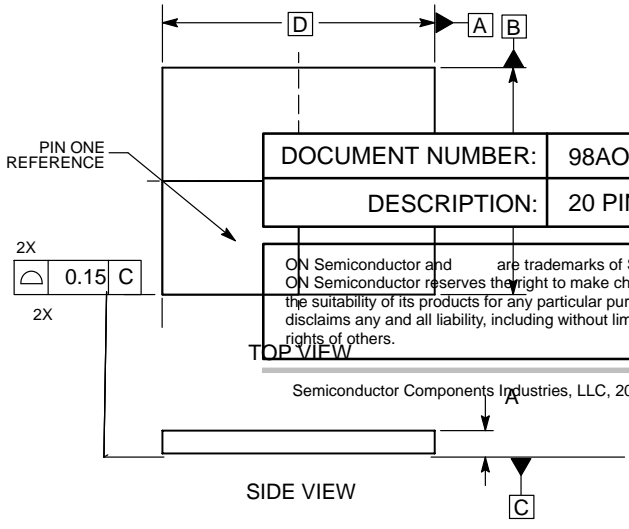 D
A
B
PIN ONE
REFERENCE
DOCUMENT NUMBER:
98AO
DESCRIPTION:
20 PIN
2X
0.15 C
2X
ON Semiconductor and are trademarks of
ON Semiconductor reserves the right to make ch
the suitability of its products for any particular pur
disclaims any and all liability, including without lim
rights of others.
TOP VIEW
Semiconductor Components Industries, LLC, 20
A
SIDE VIEW
C